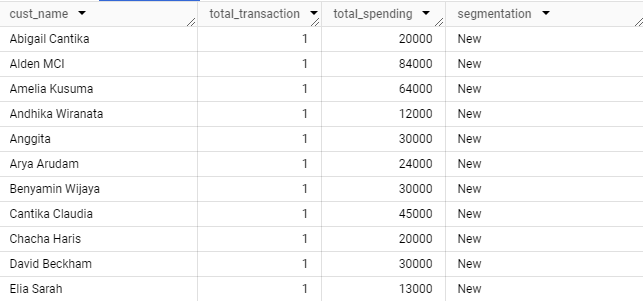 cust_name total_transaction total_spending segmentation
Abigail Cantika 1 20000 New
Alden MCI 1 84000 New
Amelia Kusuma 1 64000 New
Andhika Wiranata 1 12000 New
Anggita 1 30000 New
Arya Arudam 1 24000 New
Benyamin Wijaya 1 30000 New
Cantika Claudia 1 45000 New
Chacha Haris 1 20000 New
David Beckham 1 30000 New
Elia Sarah 1 13000 New